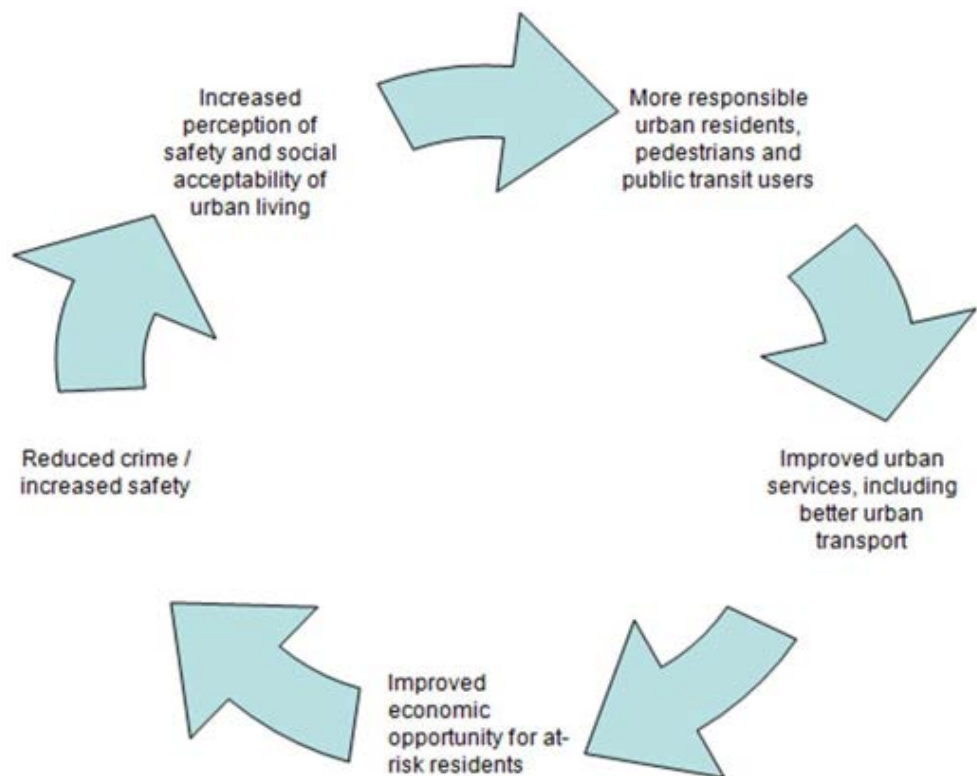 Increased
perception of
safety and social
acceptability of
urban living
More responsible
urban residents,
pedestrians and
public transit users
Improved urban
services, including
better urban
transport
Improved
economic
opportunity for at-
risk residents
Reduced crime /
increased safety